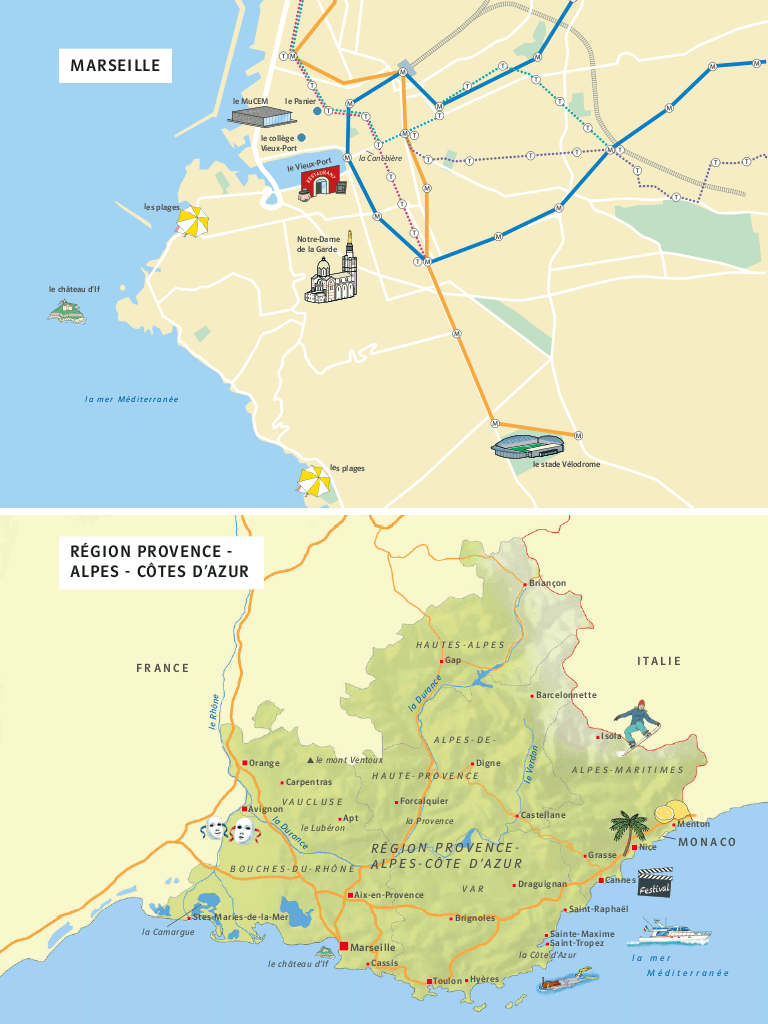 MARSEILLE
T M
M
T
le MuCEM
le Panier
M
T
T
M
T
M
T
T
M
M
M
le collège
Vieux-Port
la Canebière
T
M
T
T
T
T
T
M
T
T
T
T
T
le Vieux-Port
RESTAURANT
M
T
M
T
M
M
les plages
T
Notre-Dame
de la Garde
M
T M
le château d'If
M
la mer Méditerranée
M
M
le stade Vélodrome
les plages
RÉGION PROVENCE -
ALPES - CÔTES D'AZUR
Briançon
HAUTES-ALPES
FRANCE
Gap
ITALIE
la Durance
Barcelonnette
le Rhône
Isola
ALPES-DE-
HAUTE-PROVENCE
le Verdon
Orange
le mont Ventoux
Digne
ALPES-MARITIMES
Carpentras
VAUCLUSE
Forcalquier
Avignon
Apt
la Provence
Castellane
Menton
le Lubéron
la Durance
MONACO
RÉGION PROVENCE-
ALPES-CÔTE D'AZUR
Nice
Grasse
BOUCHES-DU-RHÔNE
VAR
Draguignan
Cannes
Festival
Aix-en-Provence
Saint-Raphaël
Stes-Maries-de-la-Mer
Brignoles
la Camargue
Sainte-Maxime
Saint-Tropez
Marseille
la Côte d'Azur
le château d'If
Cassis
la mer
Méditerranée
Toulon
Hyères